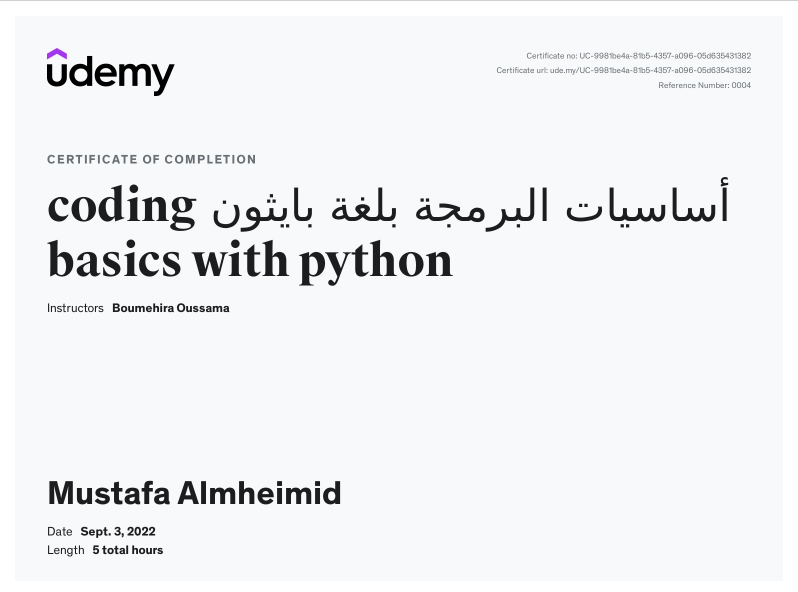 udemy
Certificate no: UC-9981be4a-81b5-4357-a096-05d635431382
Certificate url: ude.my/UC-9981be4a-81b5-4357-a096-05d635431382
Reference Number: 0004
CERTIFICATE OF COMPLETION
coding أساسيات البرمجة بلغة بايثون
basics with python
Instructors Boumehira Oussama
Mustafa Almheimid
Date Sept. 3, 2022
Length 5 total hours